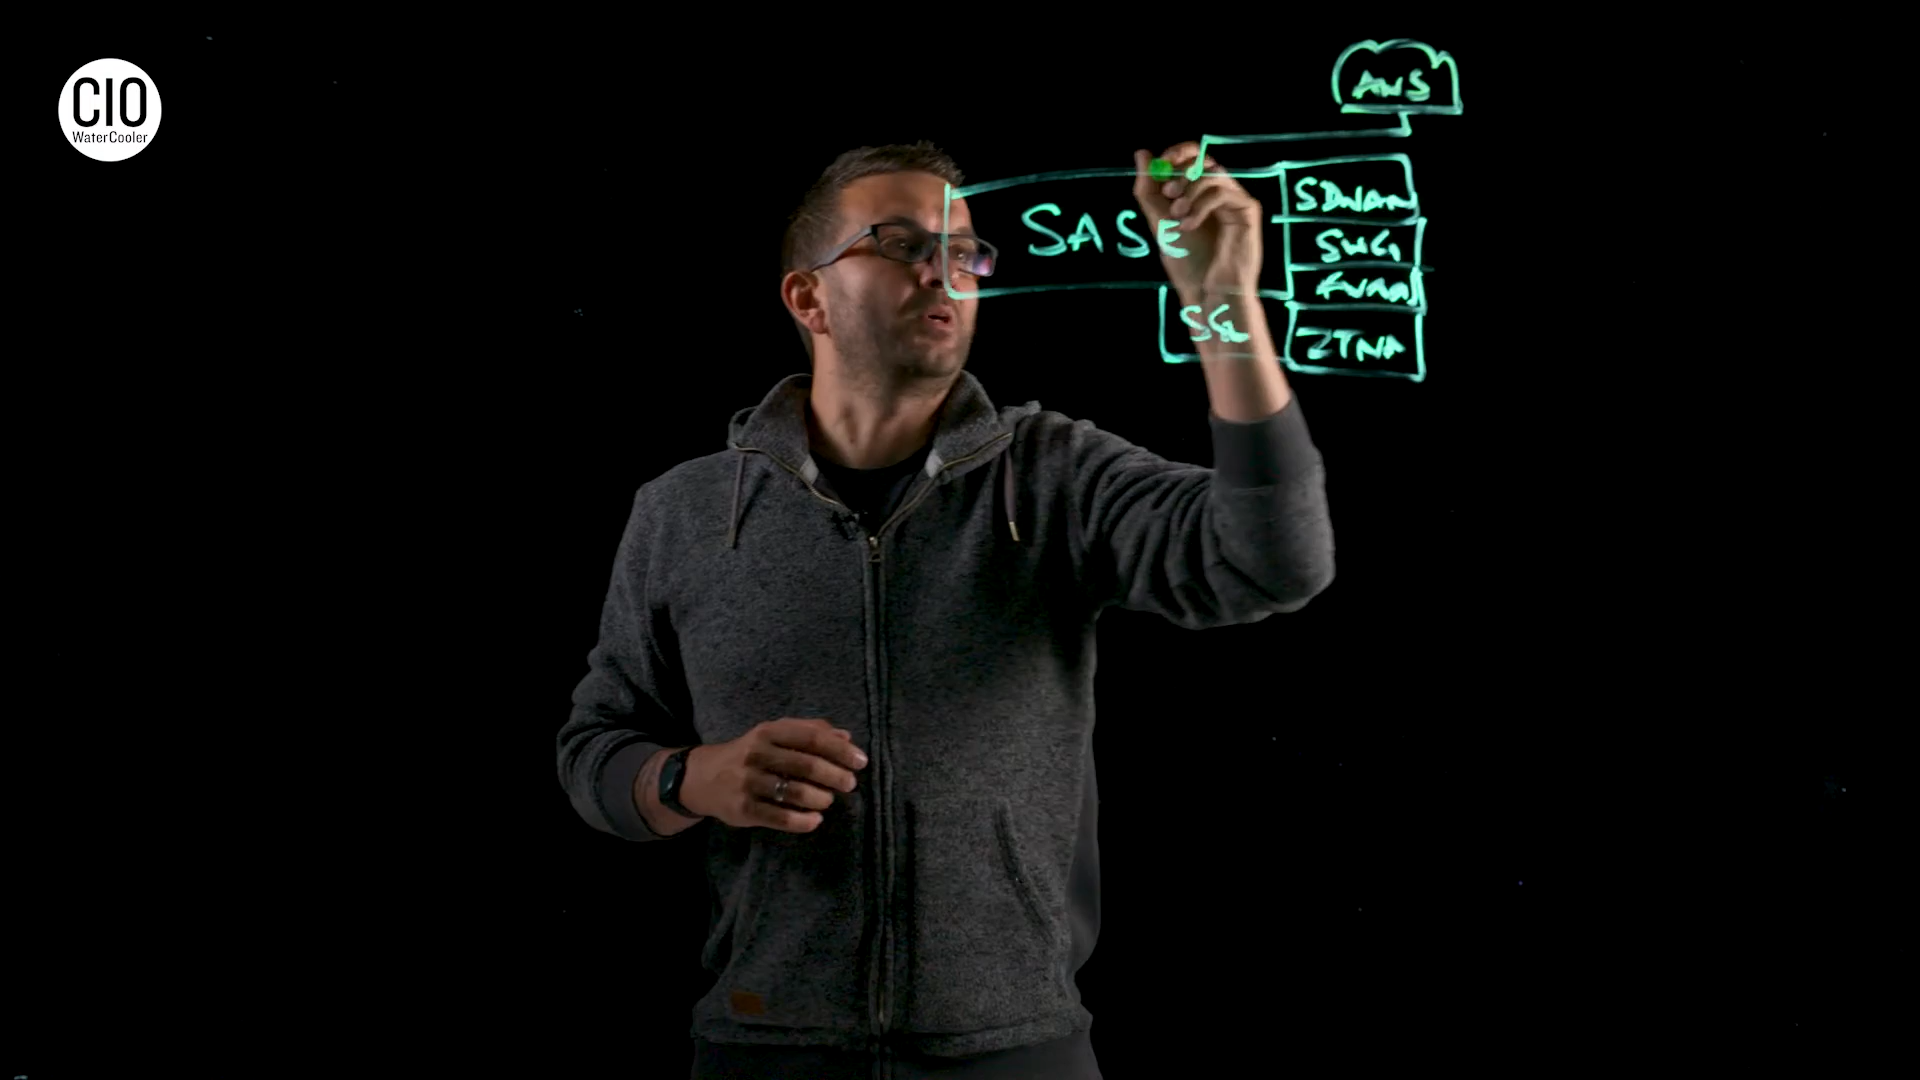 CIO
WaterCooler
AWS
SASE
SDWAN
SWG
FWAAS
SSE
ZTNA